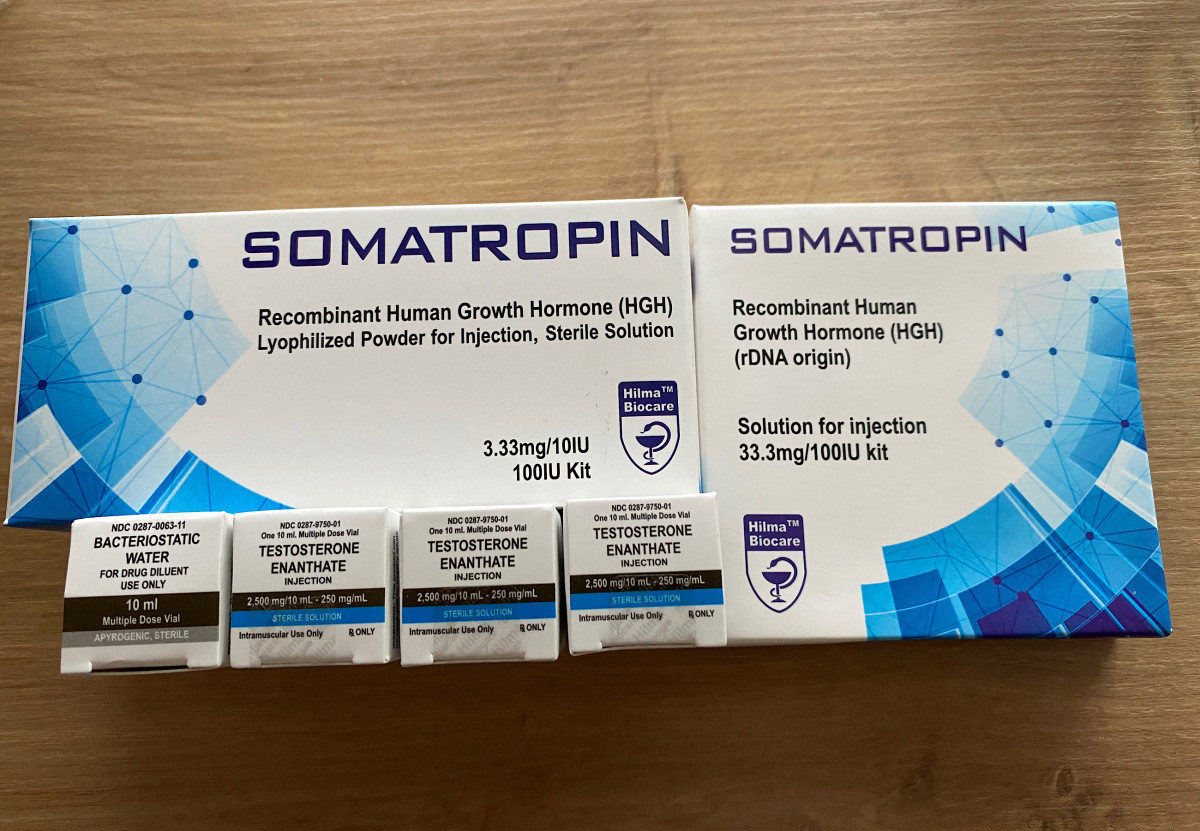 SOMATROPIN
Recombinant Human Growth Hormone (HGH)
Lyophilized Powder for Injection, Sterile Solution
Hilma™
Biocare
3.33mg/10IU
100IU Kit
SOMATROPIN
Recombinant Human
Growth Hormone (HGH)
(rDNA origin)
Solution for injection
33.3mg/100IU kit
Hilma™
Biocare
NDC 0287-0063-11
BACTERIOSTATIC
WATER
FOR DRUG DILUENT
USE ONLY
10 ml
Multiple Dose Vial
APYROGENIC, STERILE
NDC 0287-9750-01
One 10 ml. Multiple Dose Vial
TESTOSTERONE
ENANTHATE
INJECTION
2,500 mg/10 mL - 250 mg/mL
STERILE SOLUTION
Intramuscular Use Only ℞ ONLY
NDC 0287-9750-01
One 10 ml. Multiple Dose Vial
TESTOSTERONE
ENANTHATE
INJECTION
2,500 mg/10 mL - 250 mg/mL
STERILE SOLUTION
Intramuscular Use Only ℞ ONLY
NDC 0287-9750-01
One 10 ml. Multiple Dose Vial
TESTOSTERONE
ENANTHATE
INJECTION
2,500 mg/10 mL - 250 mg/mL
STERILE SOLUTION
Intramuscular Use Only ℞ ONLY